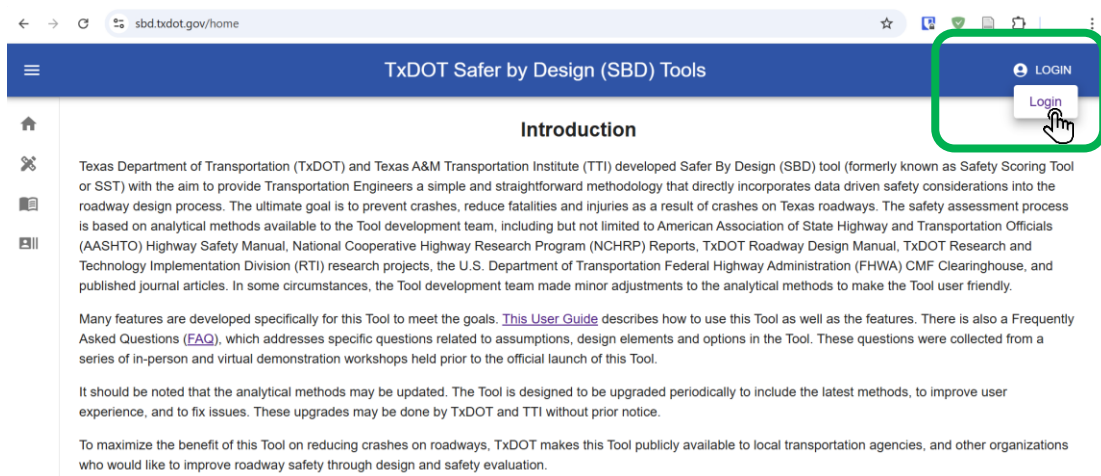 sbd.txdot.gov/home
TxDOT Safer by Design (SBD) Tools
LOGIN
Login
Introduction
Texas Department of Transportation (TxDOT) and Texas A&M Transportation Institute (TTI) developed Safer By Design (SBD) tool (formerly known as Safety Scoring Tool
or SST) with the aim to provide Transportation Engineers a simple and straightforward methodology that directly incorporates data driven safety considerations into the
roadway design process. The ultimate goal is to prevent crashes, reduce fatalities and injuries as a result of crashes on Texas roadways. The safety assessment process
is based on analytical methods available to the Tool development team, including but not limited to American Association of State Highway and Transportation Officials
(AASHTO) Highway Safety Manual, National Cooperative Highway Research Program (NCHRP) Reports, TxDOT Roadway Design Manual, TxDOT Research and
Technology Implementation Division (RTI) research projects, the U.S. Department of Transportation Federal Highway Administration (FHWA) CMF Clearinghouse, and
published journal articles. In some circumstances, the Tool development team made minor adjustments to the analytical methods to make the Tool user friendly.
Many features are developed specifically for this Tool to meet the goals. This User Guide describes how to use this Tool as well as the features. There is also a Frequently
Asked Questions (FAQ), which addresses specific questions related to assumptions, design elements and options in the Tool. These questions were collected from a
series of in-person and virtual demonstration workshops held prior to the official launch of this Tool.
It should be noted that the analytical methods may be updated. The Tool is designed to be upgraded periodically to include the latest methods, to improve user
experience, and to fix issues. These upgrades may be done by TxDOT and TTI without prior notice.
To maximize the benefit of this Tool on reducing crashes on roadways, TxDOT makes this Tool publicly available to local transportation agencies, and other organizations
who would like to improve roadway safety through design and safety evaluation.